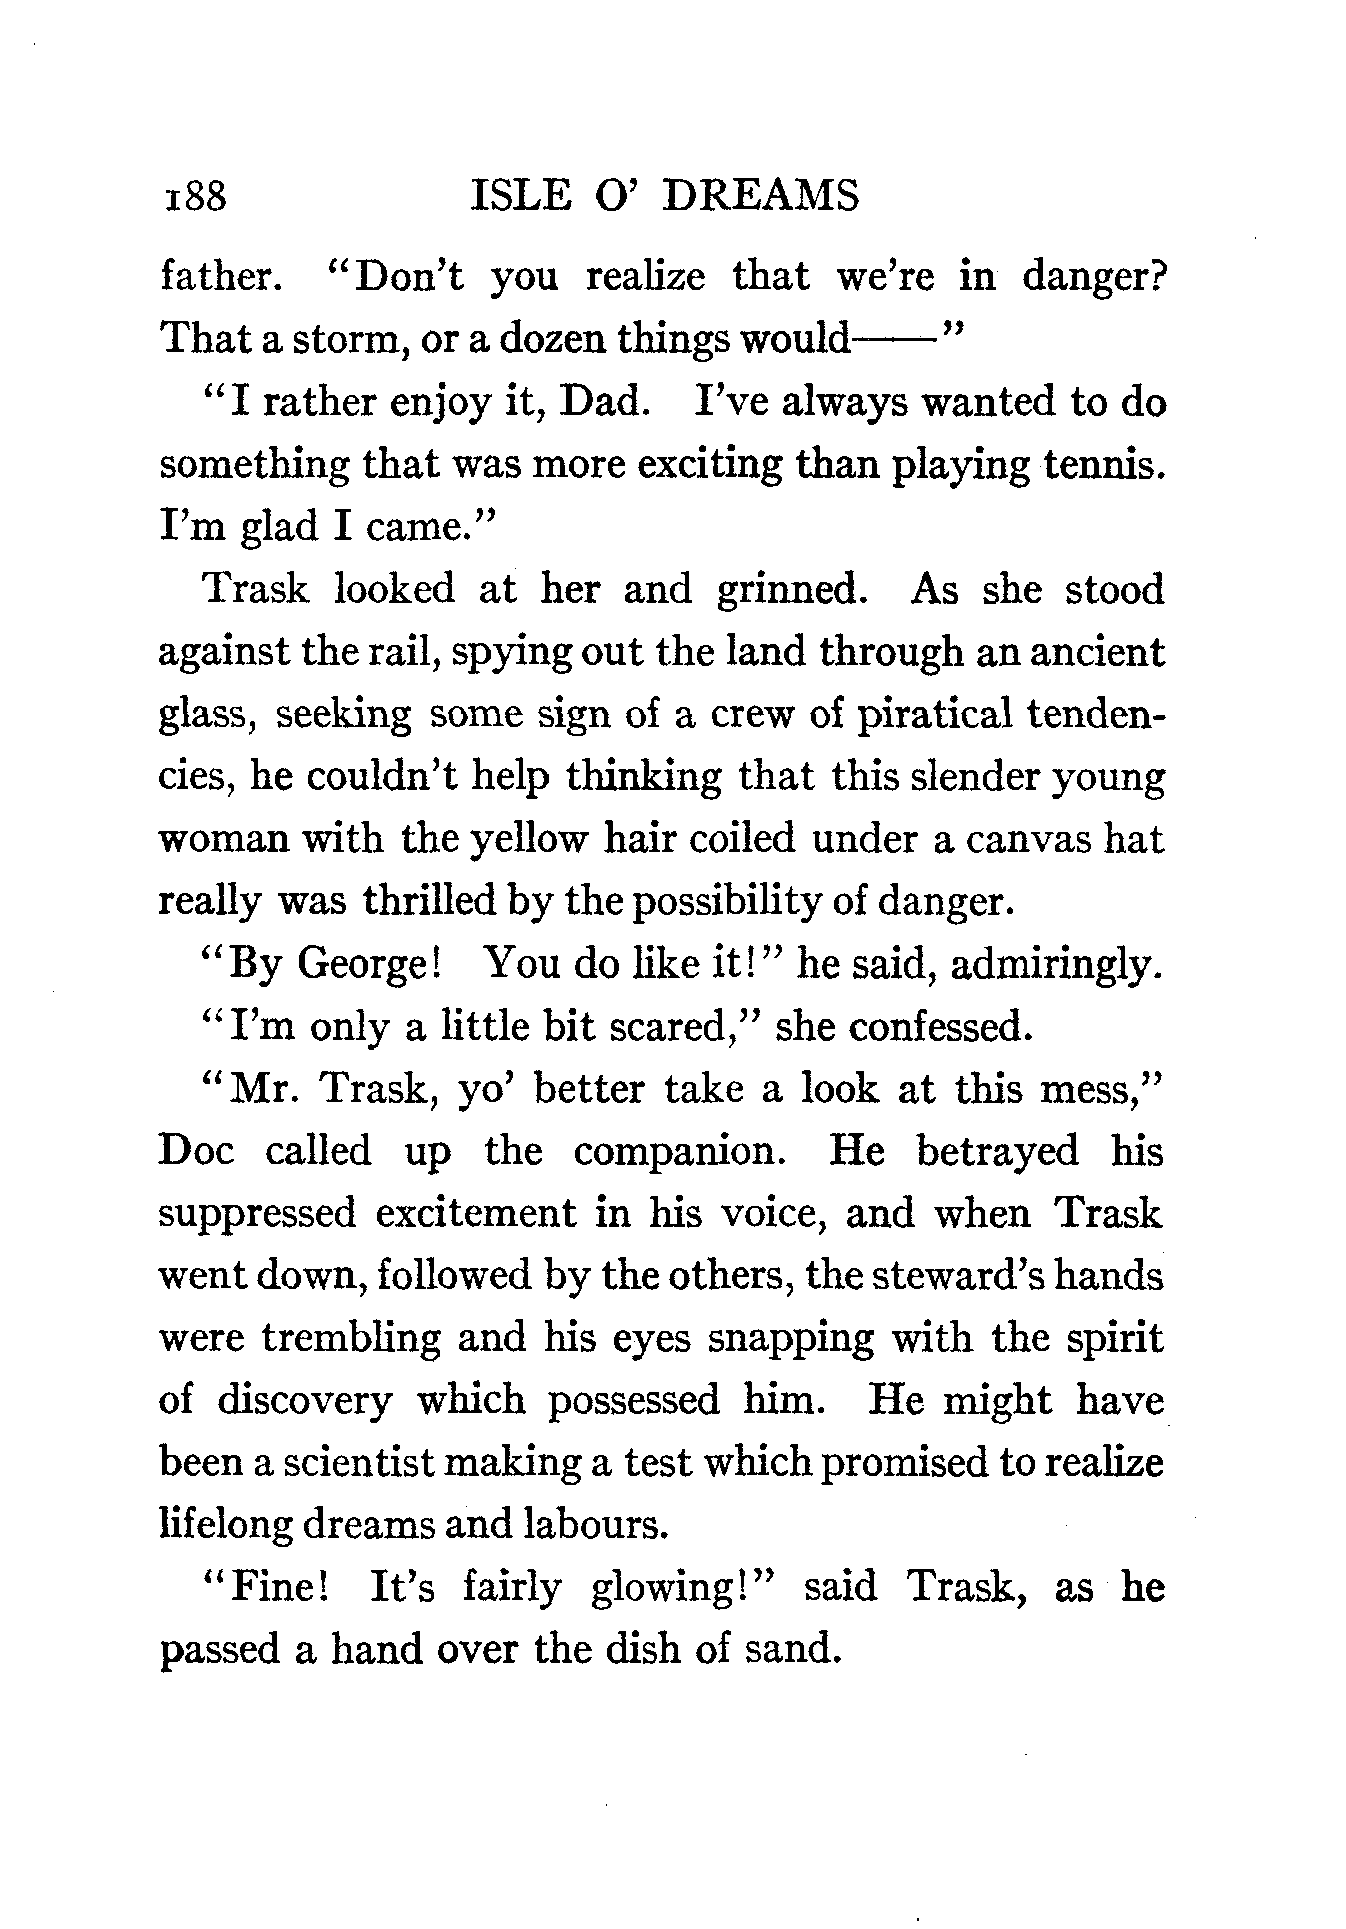 188 ISLE O' DREAMS
father. "Don't you realize that we're in danger?
That a storm, or a dozen things would——"
"I rather enjoy it, Dad. I've always wanted to do
something that was more exciting than playing tennis.
I'm glad I came."
Trask looked at her and grinned. As she stood
against the rail, spying out the land through an ancient
glass, seeking some sign of a crew of piratical tenden-
cies, he couldn't help thinking that this slender young
woman with the yellow hair coiled under a canvas hat
really was thrilled by the possibility of danger.
"By George! You do like it!" he said, admiringly.
"I'm only a little bit scared," she confessed.
"Mr. Trask, yo' better take a look at this mess,"
Doc called up the companion. He betrayed his
suppressed excitement in his voice, and when Trask
went down, followed by the others, the steward's hands
were trembling and his eyes snapping with the spirit
of discovery which possessed him. He might have
been a scientist making a test which promised to realize
lifelong dreams and labours.
"Fine! It's fairly glowing!" said Trask, as he
passed a hand over the dish of sand.